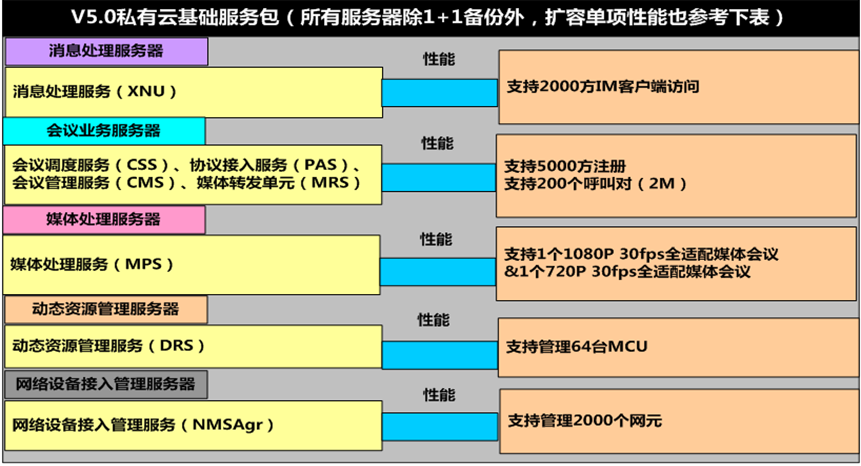 V5.0私有云基础服务包（所有服务器除1+1备份外，扩容单项性能也参考下表）
消息处理服务器
性能
消息处理服务（XNU）
支持2000方IM客户端访问
会议业务服务器
性能
会议调度服务（CSS）、协议接入服务（PAS）、
会议管理服务（CMS）、媒体转发单元（MRS）
支持5000方注册
支持200个呼叫对（2M）
媒体处理服务器
性能
媒体处理服务（MPS）
支持1个1080P 30fps全适配媒体会议
&1个720P 30fps全适配媒体会议
动态资源管理服务器
性能
动态资源管理服务（DRS）
支持管理64台MCU
网络设备接入管理服务器
性能
网络设备接入管理服务（NMSAgr）
支持管理2000个网元